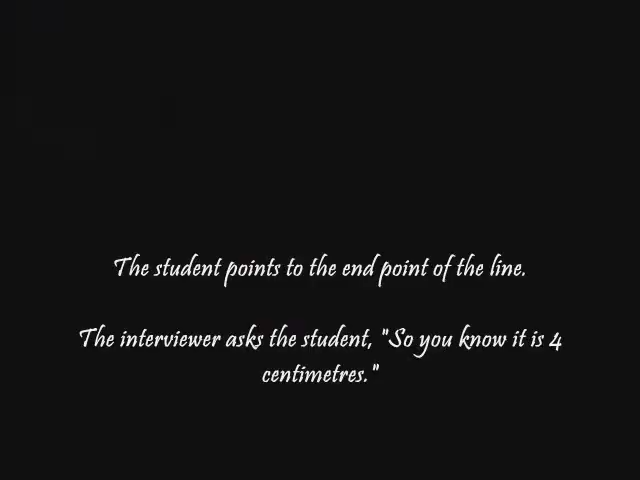 The student points to the end point of the line.
The interviewer asks the student, "So you know it is 4
centimetres."